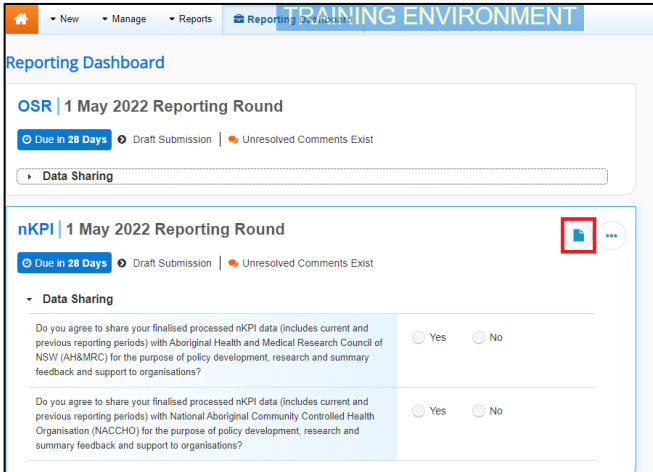 New Manage Reports Reporting Dashboard
TRAINING ENVIRONMENT
Reporting Dashboard
OSR | 1 May 2022 Reporting Round
Due in 28 Days Draft Submission | Unresolved Comments Exist
Data Sharing
nKPI | 1 May 2022 Reporting Round
Due in 28 Days Draft Submission | Unresolved Comments Exist
Data Sharing
Do you agree to share your finalised processed nKPI data (includes current and
previous reporting periods) with Aboriginal Health and Medical Research Council of
NSW (AH&MRC) for the purpose of policy development, research and summary
feedback and support to organisations?
Yes No
Do you agree to share your finalised processed nKPI data (includes current and
previous reporting periods) with National Aboriginal Community Controlled Health
Organisation (NACCHO) for the purpose of policy development, research and
summary feedback and support to organisations?
Yes No